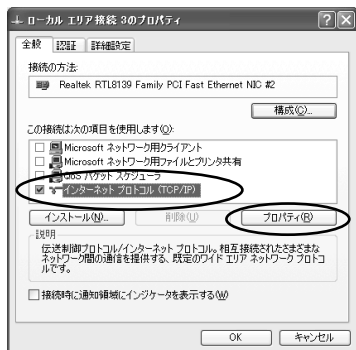 ローカル エリア接続 3のプロパティ
全般 認証 詳細設定
接続の方法:
Realtek RTL8139 Family PCI Fast Ethernet NIC #2
構成(C)...
この接続は次の項目を使用します(O):
Microsoft ネットワーク用クライアント
Microsoft ネットワーク用ファイルとプリンタ共有
QoS パケット スケジューラ
インターネット プロトコル (TCP/IP)
インストール(N)... 削除(U) プロパティ(R)
説明
伝送制御プロトコル/インターネット プロトコル。相互接続されたさまざまな
ネットワーク間の通信を提供する、既定のワイド エリア ネットワーク プロトコ
ルです。
接続時に通知領域にインジケータを表示する(W)
OK キャンセル